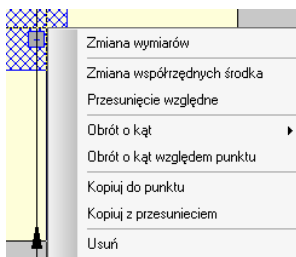 Zmiana wymiarów
Zmiana współrzędnych środka
Przesunięcie względne
Obrót o kąt
Obrót o kąt względem punktu
Kopiuj do punktu
Kopiuj z przesunieciem
Usuń